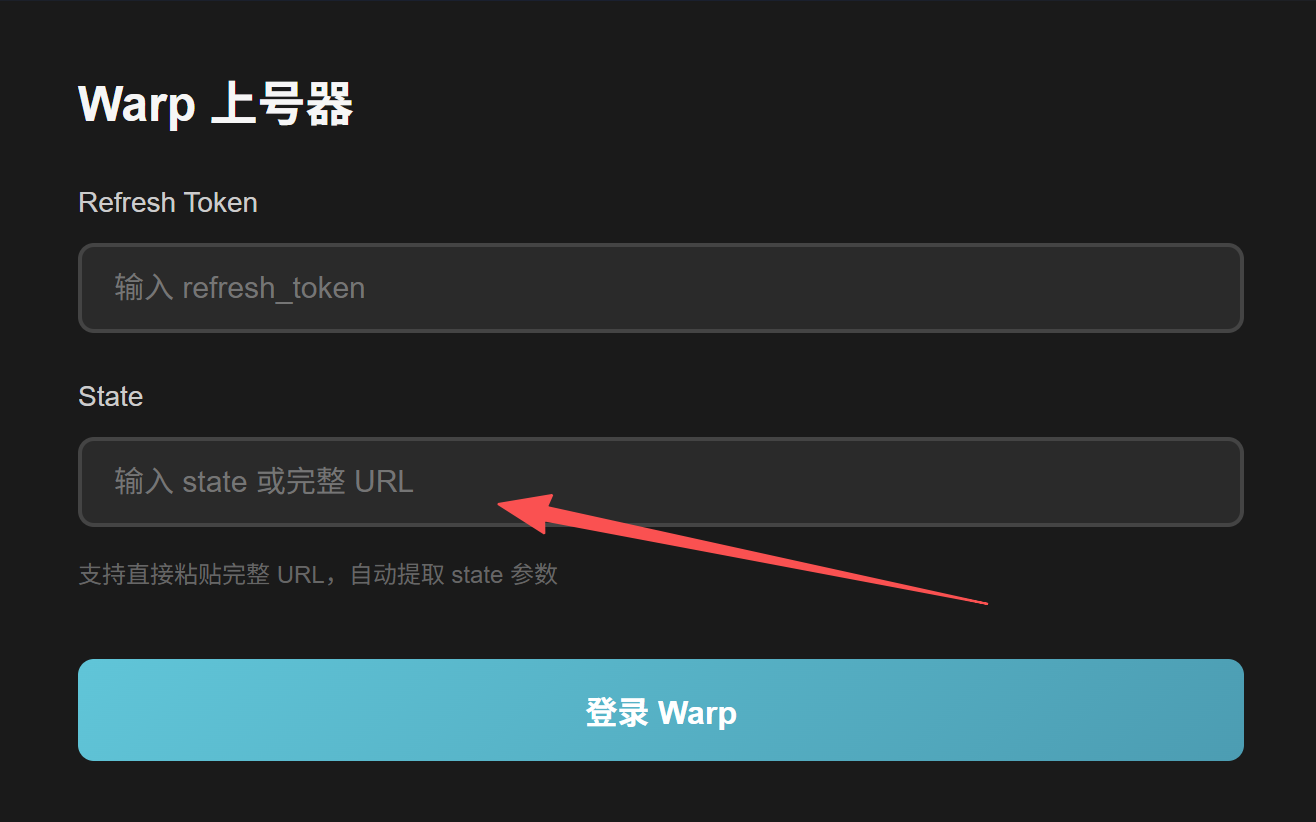 Warp 上号器
Refresh Token
输入 refresh_token
State
输入 state 或完整 URL
支持直接粘贴完整 URL，自动提取 state 参数
登录 Warp